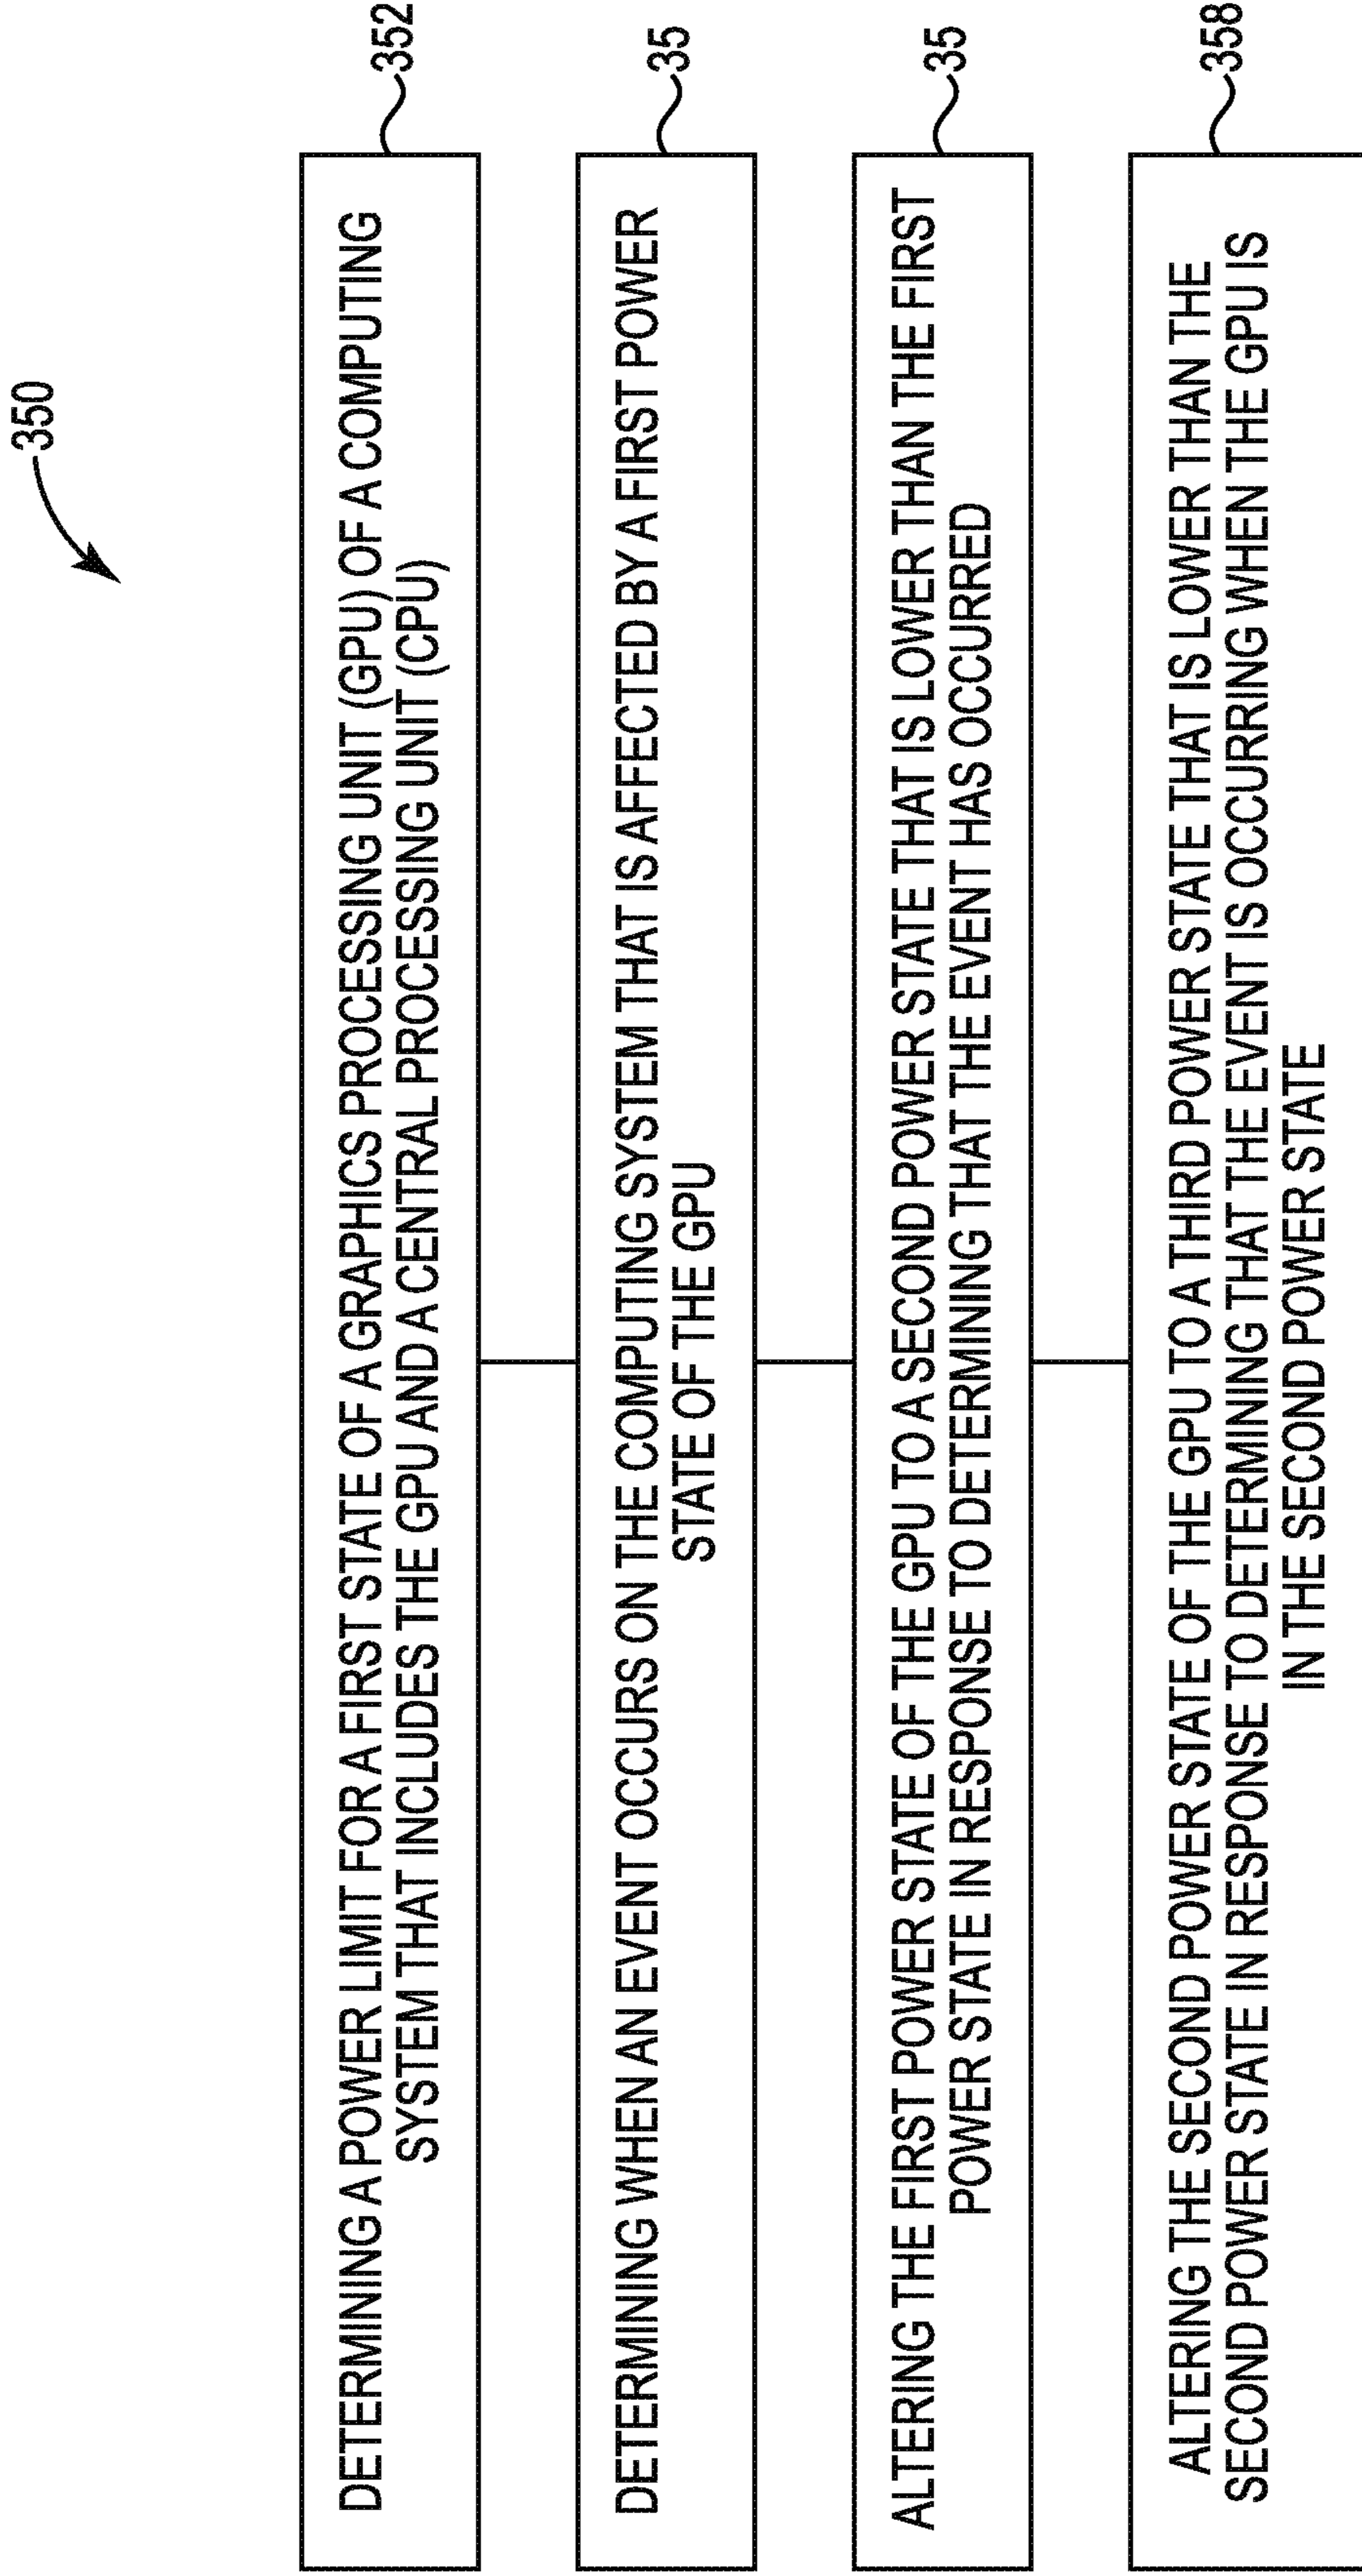 350
DETERMINING A POWER LIMIT FOR A FIRST STATE OF A GRAPHICS PROCESSING UNIT (GPU) OF A COMPUTING
SYSTEM THAT INCLUDES THE GPU AND A CENTRAL PROCESSING UNIT (CPU)
352
DETERMINING WHEN AN EVENT OCCURS ON THE COMPUTING SYSTEM THAT IS AFFECTED BY A FIRST POWER
STATE OF THE GPU
35
ALTERING THE FIRST POWER STATE OF THE GPU TO A SECOND POWER STATE THAT IS LOWER THAN THE FIRST
POWER STATE IN RESPONSE TO DETERMINING THAT THE EVENT HAS OCCURRED
35
ALTERING THE SECOND POWER STATE OF THE GPU TO A THIRD POWER STATE THAT IS LOWER THAN THE
SECOND POWER STATE IN RESPONSE TO DETERMINING THAT THE EVENT IS OCCURRING WHEN THE GPU IS
IN THE SECOND POWER STATE
358